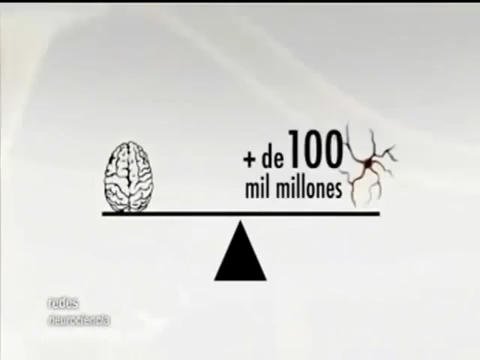 + de 100
mil millones
redes
neurociencia